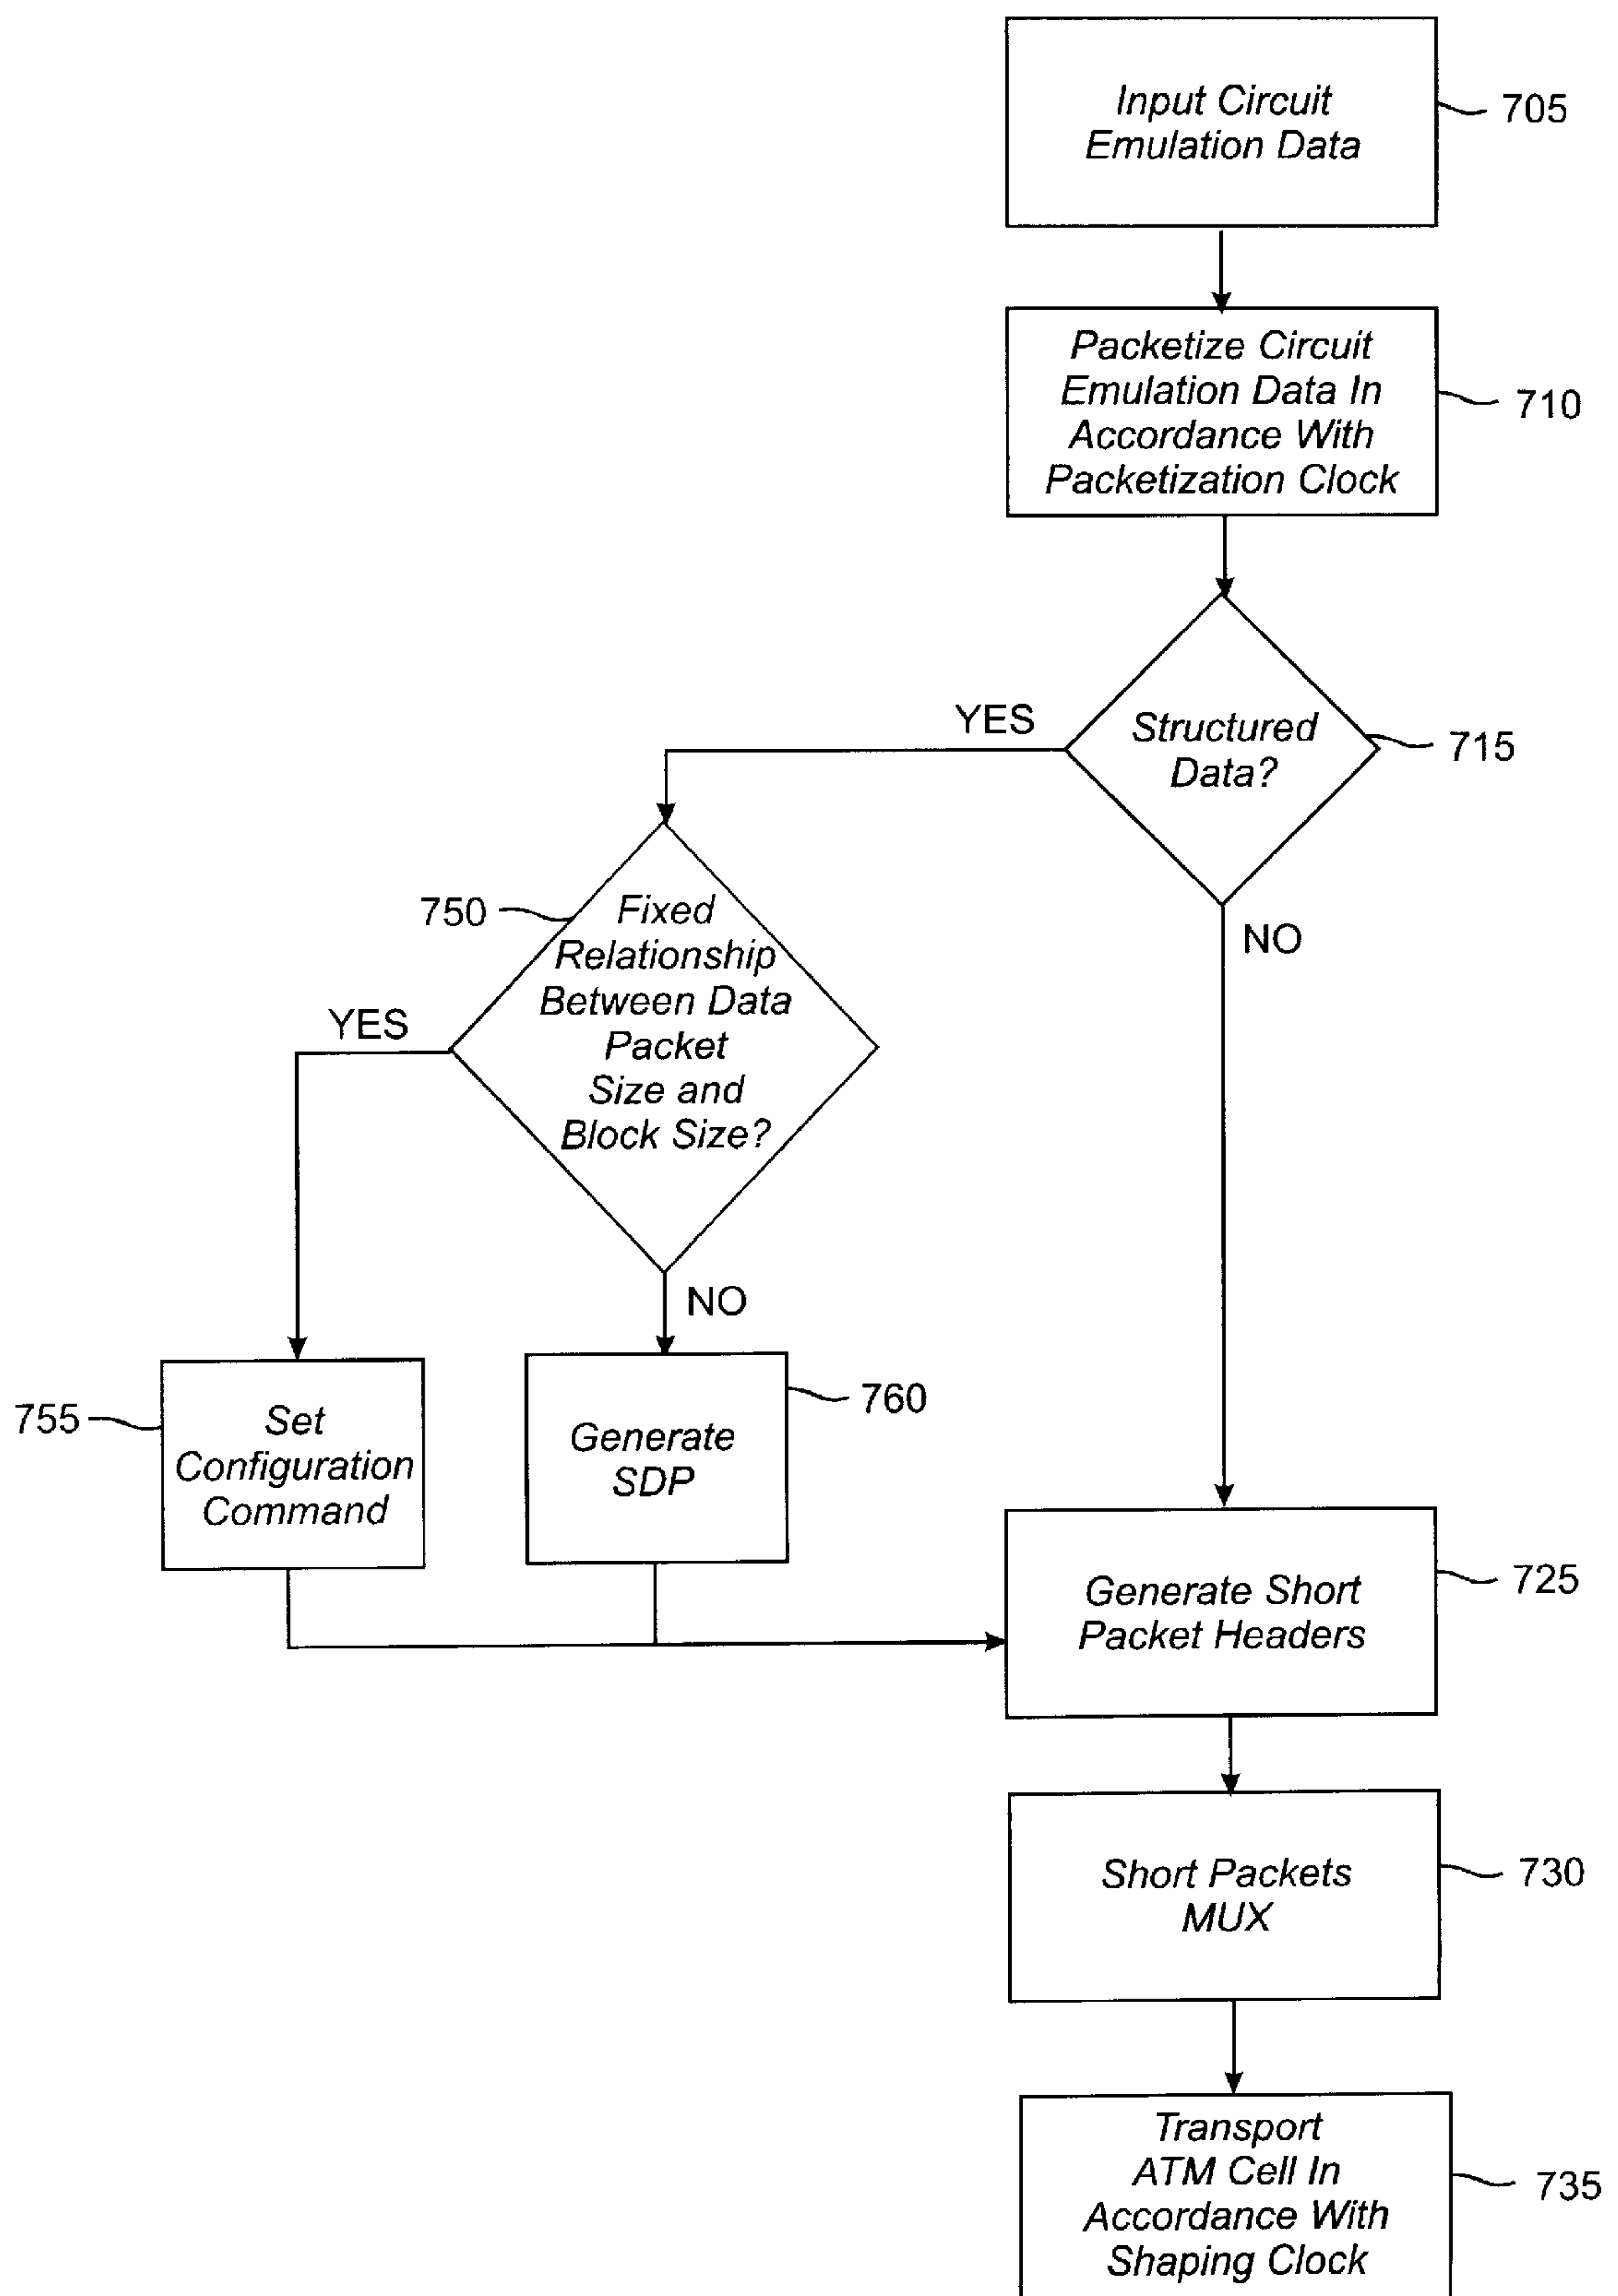 Input Circuit
Emulation Data
705
Packetize Circuit
Emulation Data In
Accordance With
Packetization Clock
710
Structured
Data?
715
YES
NO
750
Fixed
Relationship
Between Data
Packet
Size and
Block Size?
YES
NO
755
Set
Configuration
Command
Generate
SDP
760
Generate Short
Packet Headers
725
Short Packets
MUX
730
Transport
ATM Cell In
Accordance With
Shaping Clock
735